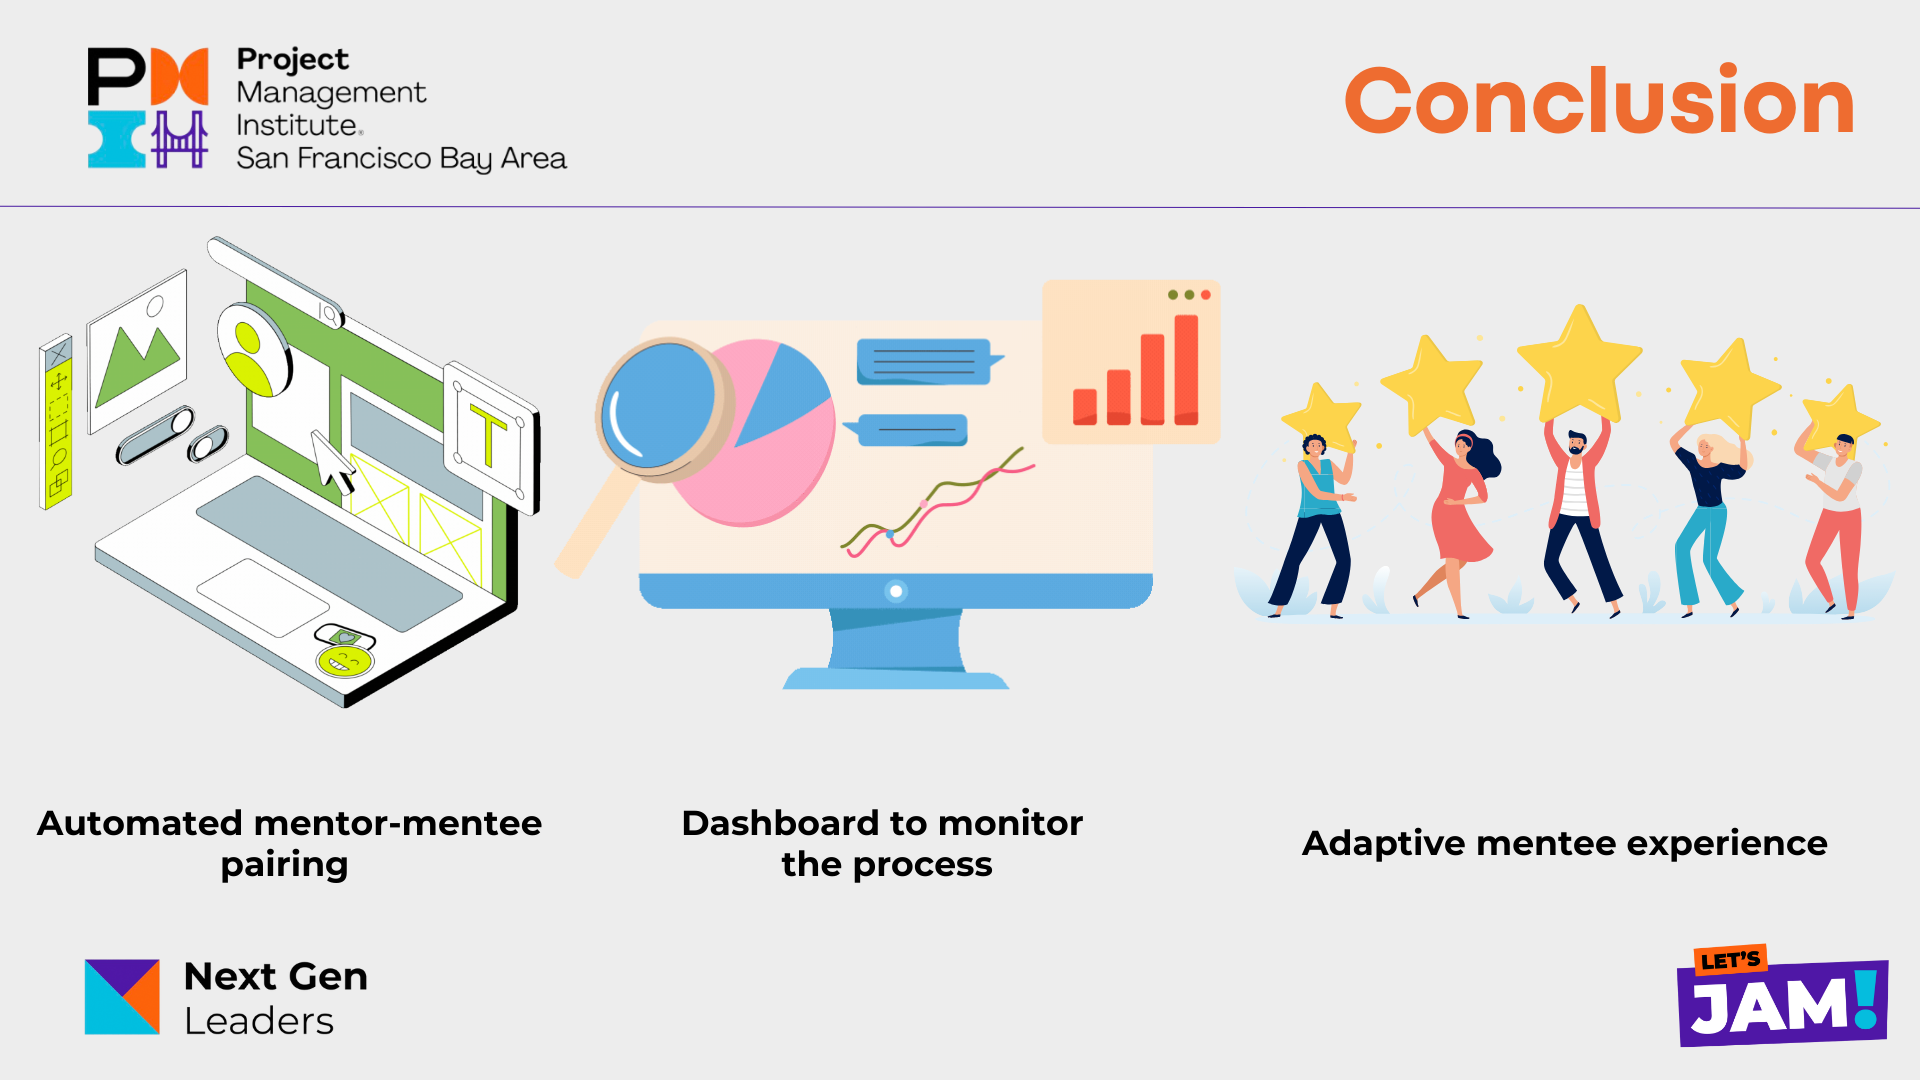 Project
Management
Institute®
San Francisco Bay Area
Conclusion
T
Automated mentor-mentee
pairing
Dashboard to monitor
the process
Adaptive mentee experience
Next Gen
Leaders
LET'S
JAM!